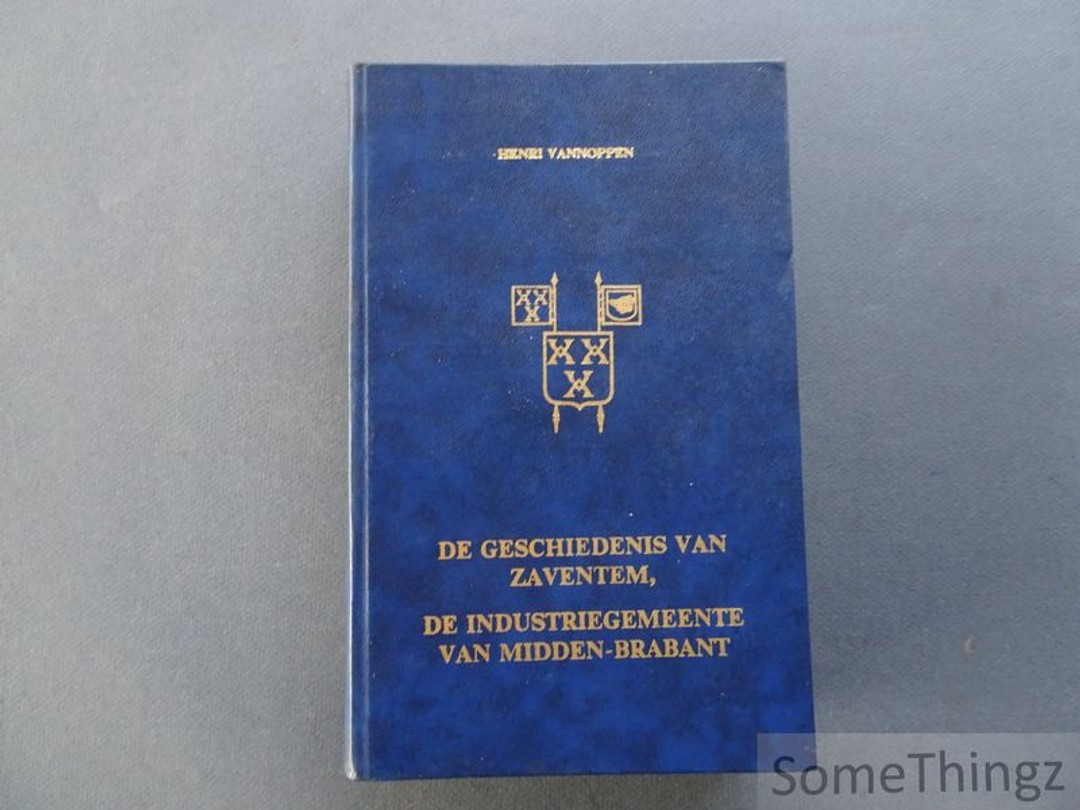 HENRI VANNOPPEN
DE GESCHIEDENIS VAN
ZAVENTEM,
DE INDUSTRIEGEMEENTE
VAN MIDDEN-BRABANT
SomeThingz